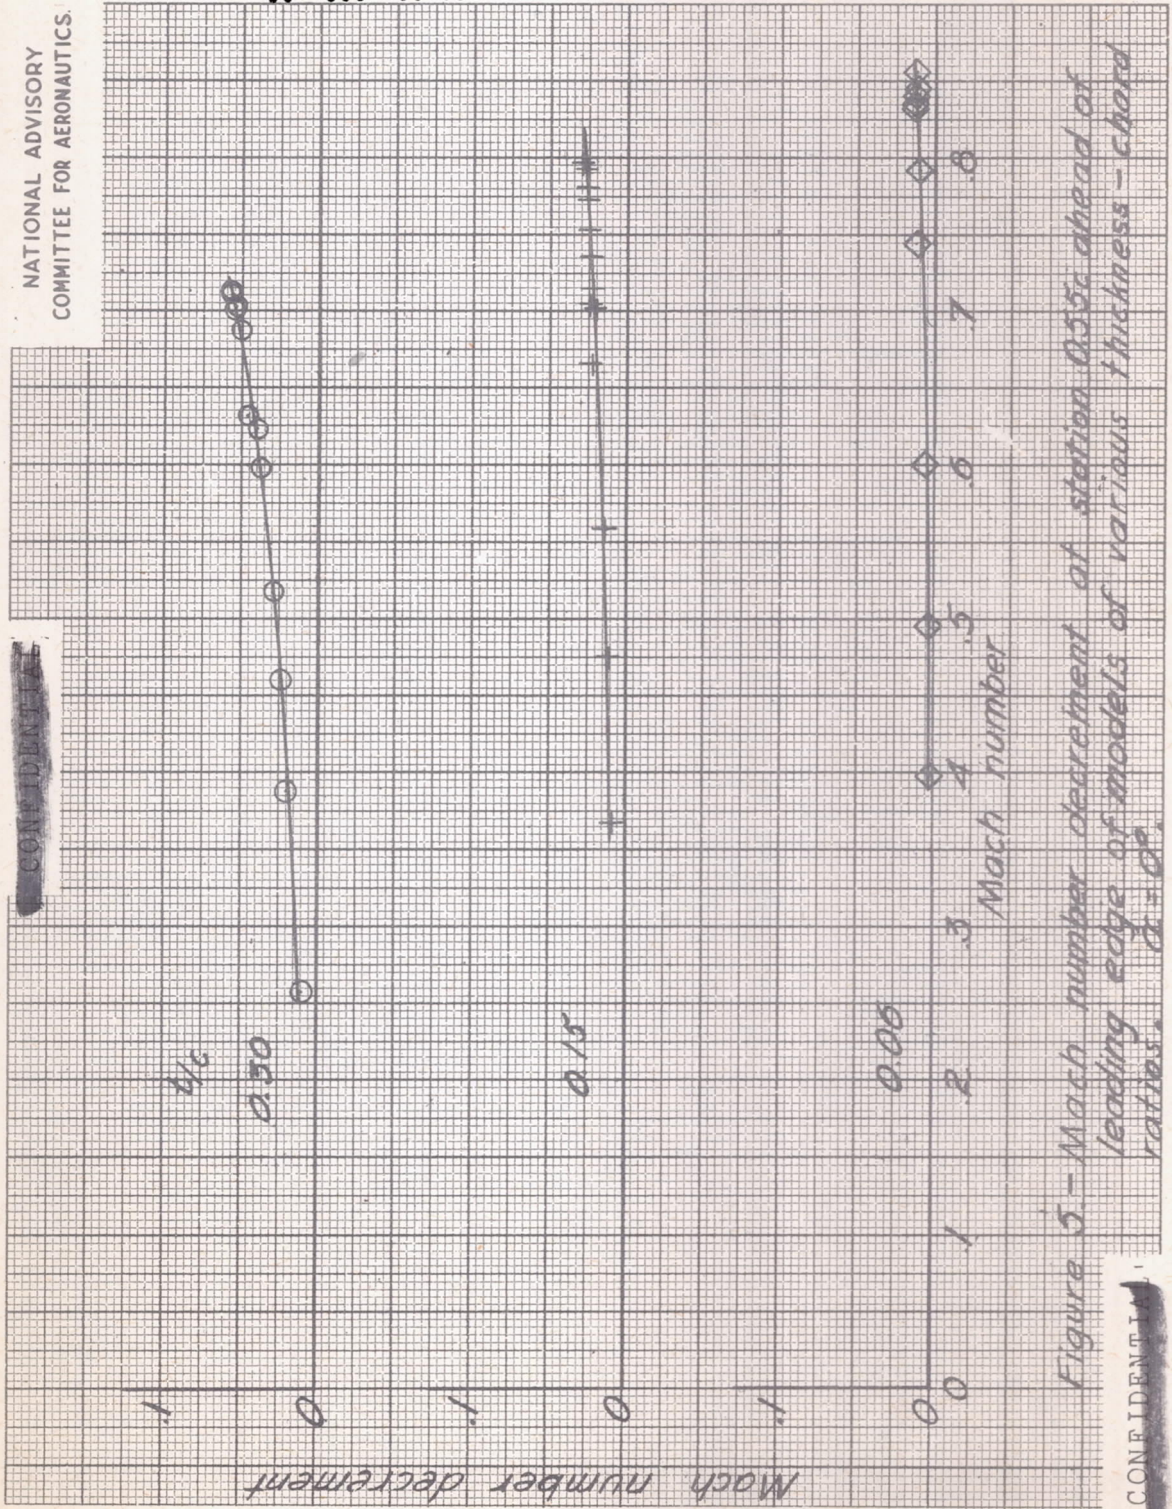 NATIONAL ADVISORY
COMMITTEE FOR AERONAUTICS.
CONFIDENTIAL
t/c
0.30
.1
0
0.15
.1
0
0.06
.1
0
0 .1 .2 .3 .4 .5 .6 .7 .8
Mach number
Mach number decrement
Figure 5.- Mach number decrement at station 0.55c ahead of
leading edge of models of various thickness-chord
ratios. α=0°.
CONFIDENTIAL